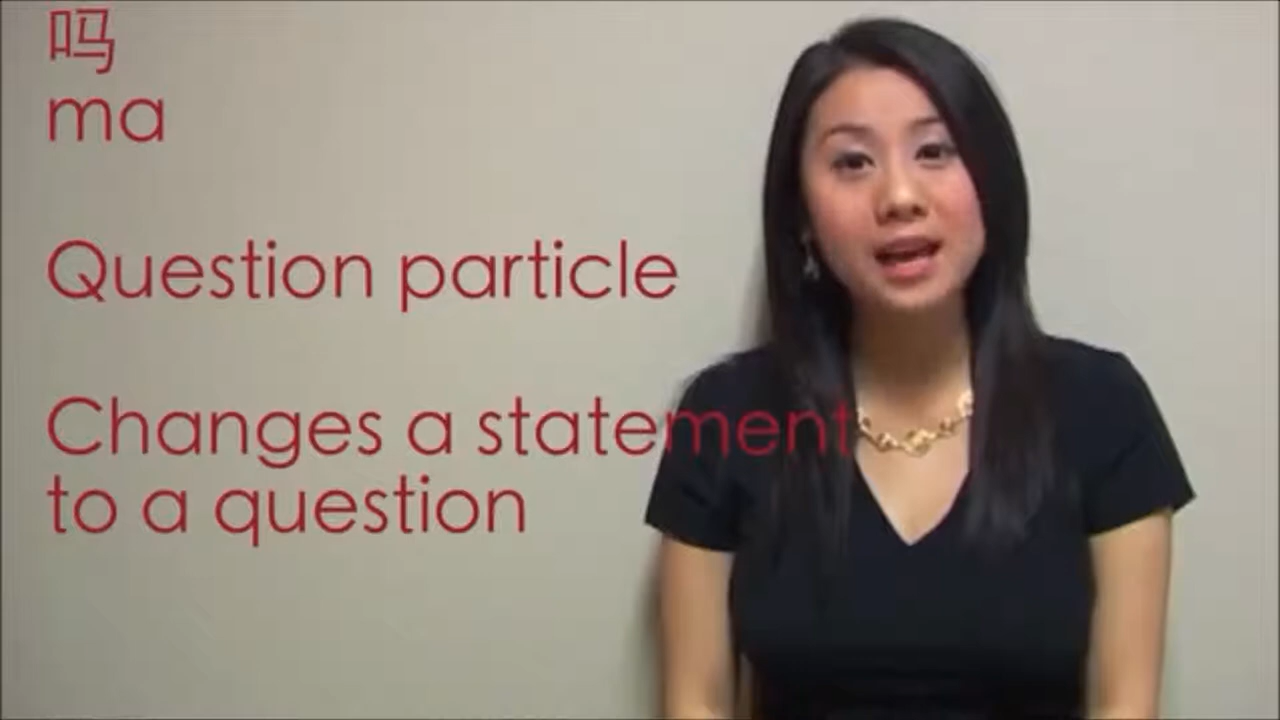 吗
ma
Question particle
Changes a statement
to a question